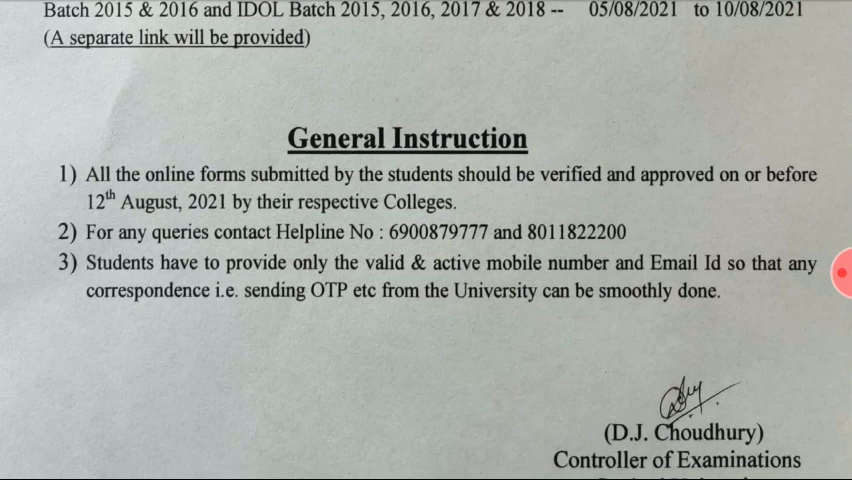 Batch 2015 & 2016 and IDOL Batch 2015, 2016, 2017 & 2018 -- 05/08/2021 to 10/08/2021
(A separate link will be provided)
General Instruction
1) All the online forms submitted by the students should be verified and approved on or before
12th August, 2021 by their respective Colleges.
2) For any queries contact Helpline No : 6900879777 and 8011822200
3) Students have to provide only the valid & active mobile number and Email Id so that any
correspondence i.e. sending OTP etc from the University can be smoothly done.
(D.J. Choudhury)
Controller of Examinations